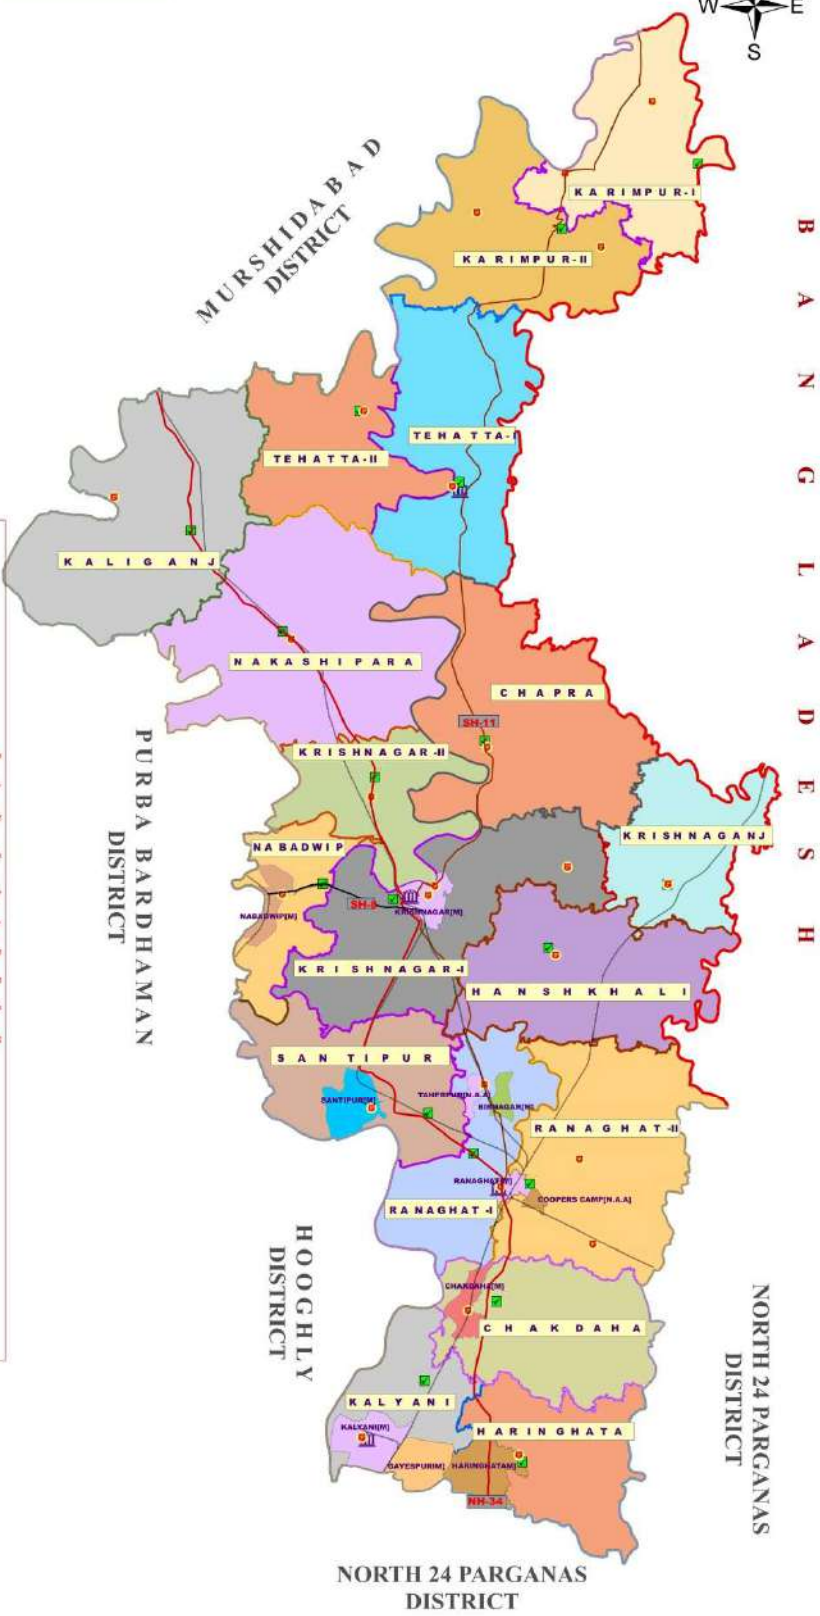 W E
S
KARIMPUR-I
MURSHIDABAD
DISTRICT
KARIMPUR-II
BANGLADESH
TEHATTA-I
TEHATTA-II
KALIGANJ
NAKASHIPARA
CHAPRA
SH-11
KRISHNAGAR-II
PURBA BARDHAMAN
DISTRICT
KRISHNAGANJ
NABADWIP
SH-8
KRISHNAGAR[M]
NABADWIP[M]
KRISHNAGAR-I
HANSHKHALI
SANTIPUR
TAHERPUR[N.A.A]
SANTIPUR[M]
BIRNAGAR[M]
RANAGHAT-II
RANAGHAT[M]
COOPERS CAMP[N.A.A]
RANAGHAT-I
HOOGHLY
DISTRICT
CHAKDAHA[M]
CHAKDAHA
NORTH 24 PARGANAS
DISTRICT
KALYANI
KALYANI[M]
HARINGHATA
GAYESPUR[M]
HARINGHATA[M]
NH-34
NORTH 24 PARGANAS
DISTRICT